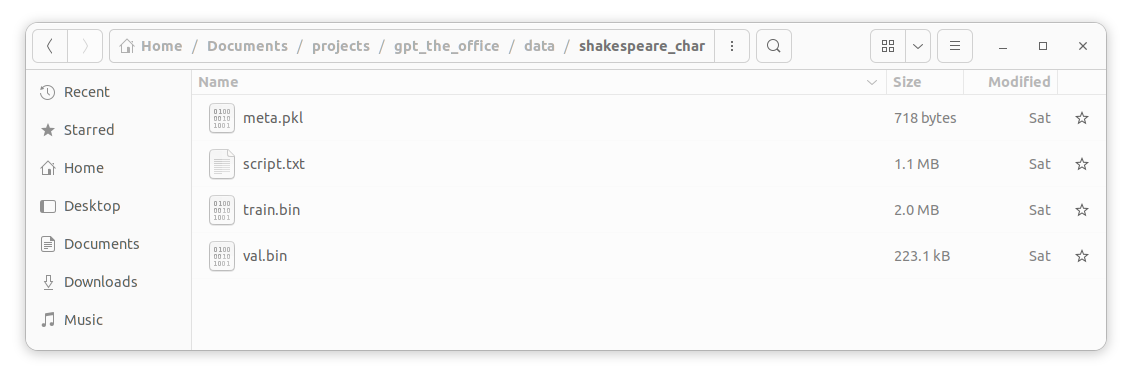 Home / Documents / projects / gpt_the_office / data / shakespeare_char
Name Size Modified
Recent
Starred
Home
Desktop
Documents
Downloads
Music
meta.pkl 718 bytes Sat
script.txt 1.1 MB Sat
train.bin 2.0 MB Sat
val.bin 223.1 kB Sat